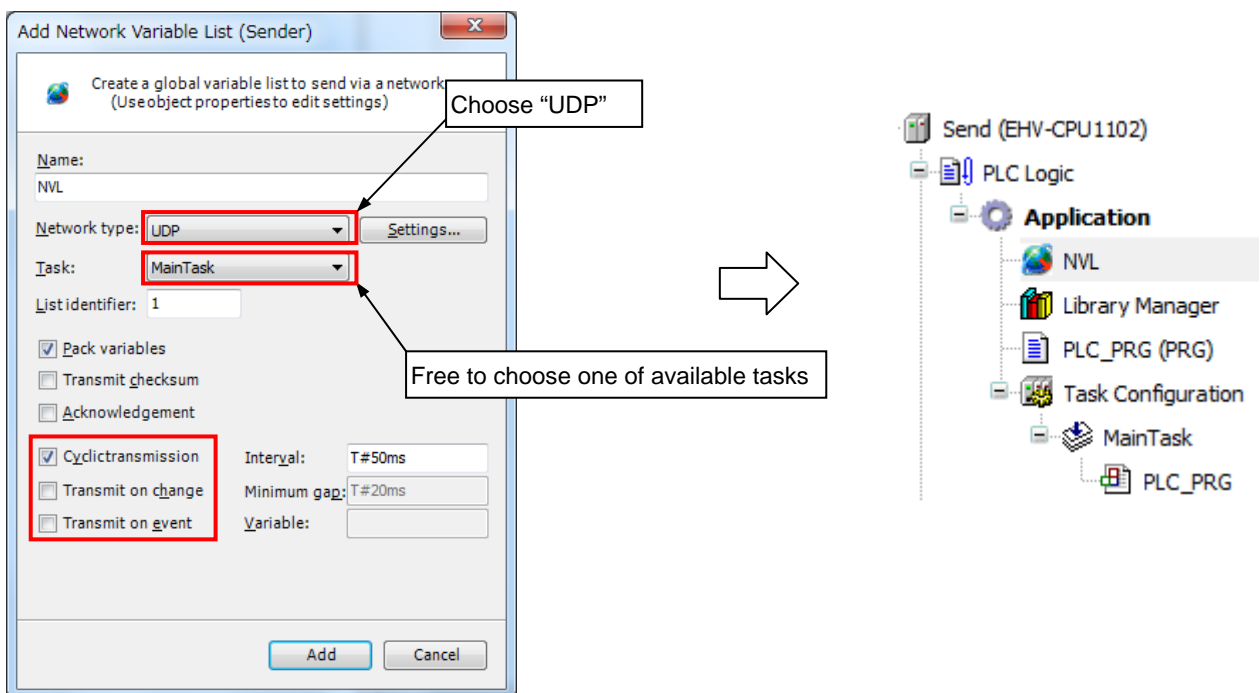 Add Network Variable List (Sender)
Create a global variable list to send via a network
(Use object properties to edit settings)
Choose “UDP”
Name:
NVL
Network type: UDP Settings...
Task: MainTask
List identifier: 1
Pack variables
Transmit checksum
Acknowledgement
Free to choose one of available tasks
Cyclictransmission Interval: T#50ms
Transmit on change Minimum gap: T#20ms
Transmit on event Variable:
Add Cancel
Send (EHV-CPU1102)
PLC Logic
Application
NVL
Library Manager
PLC_PRG (PRG)
Task Configuration
MainTask
PLC_PRG